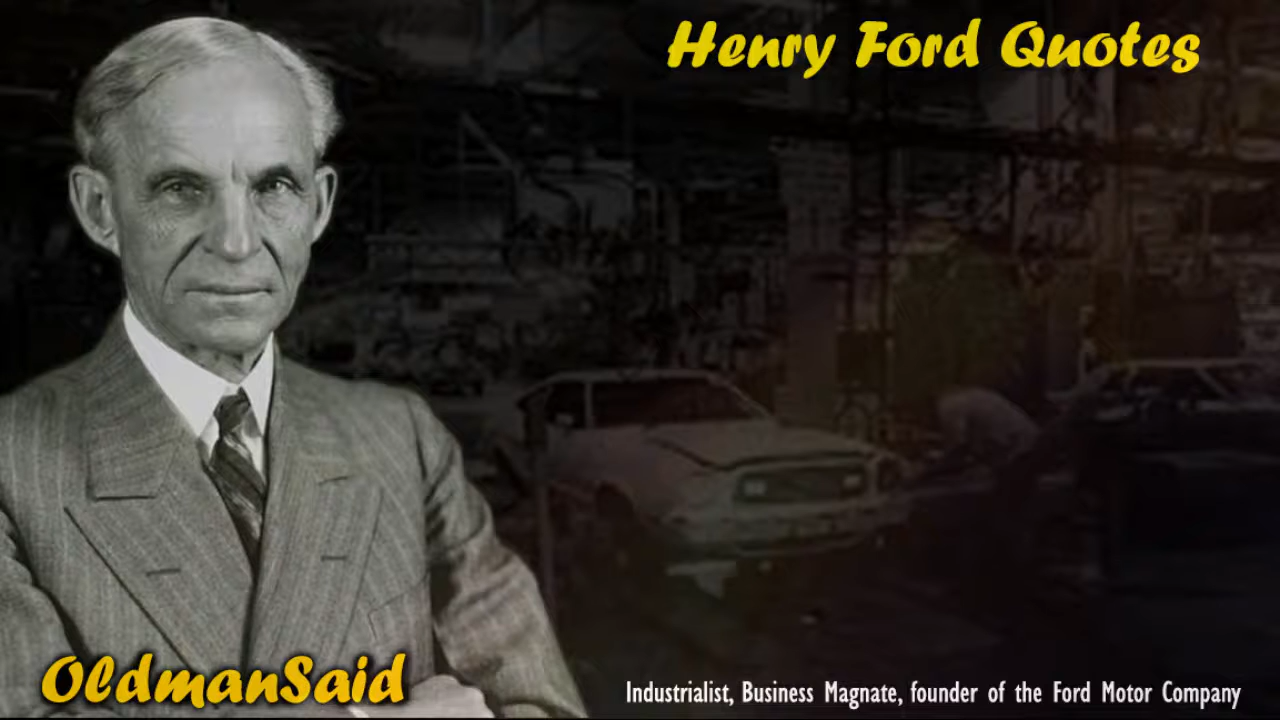 Henry Ford Quotes
OldmanSaid
Industrialist, Business Magnate, founder of the Ford Motor Company